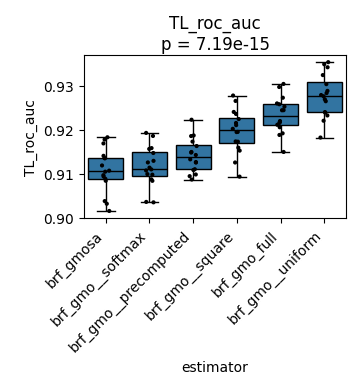 TL_roc_auc
p = 7.19e-15
TL_roc_auc
0.93
0.92
0.91
0.90
brf_gmosa
brf_gmo__softmax
brf_gmo__precomputed
brf_gmo__square
brf_gmo_full
brf_gmo__uniform
estimator